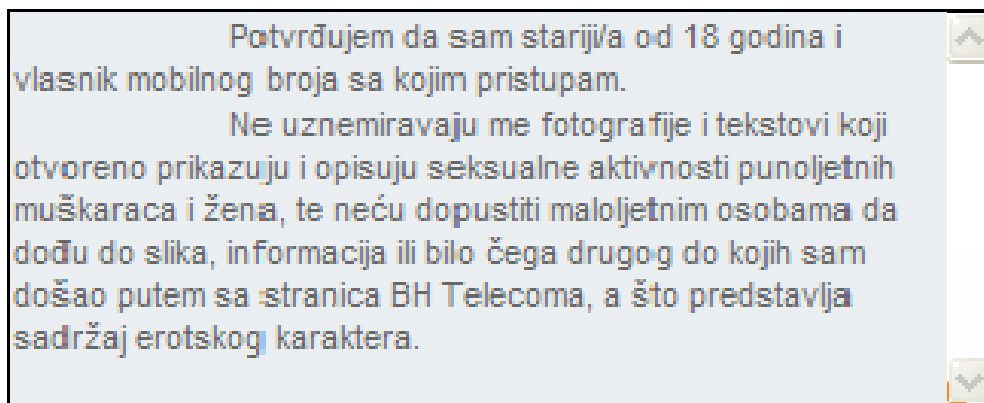 Potvrđujem da sam stariji/a od 18 godina i
vlasnik mobilnog broja sa kojim pristupam.
Ne uznemiravaju me fotografije i tekstovi koji
otvoreno prikazuju i opisuju seksualne aktivnosti punoljetnih
muškaraca i žena, te neću dopustiti maloljetnim osobama da
dođu do slika, informacija ili bilo čega drugog do kojih sam
došao putem sa stranica BH Telecoma, a što predstavlja
sadržaj erotskog karaktera.